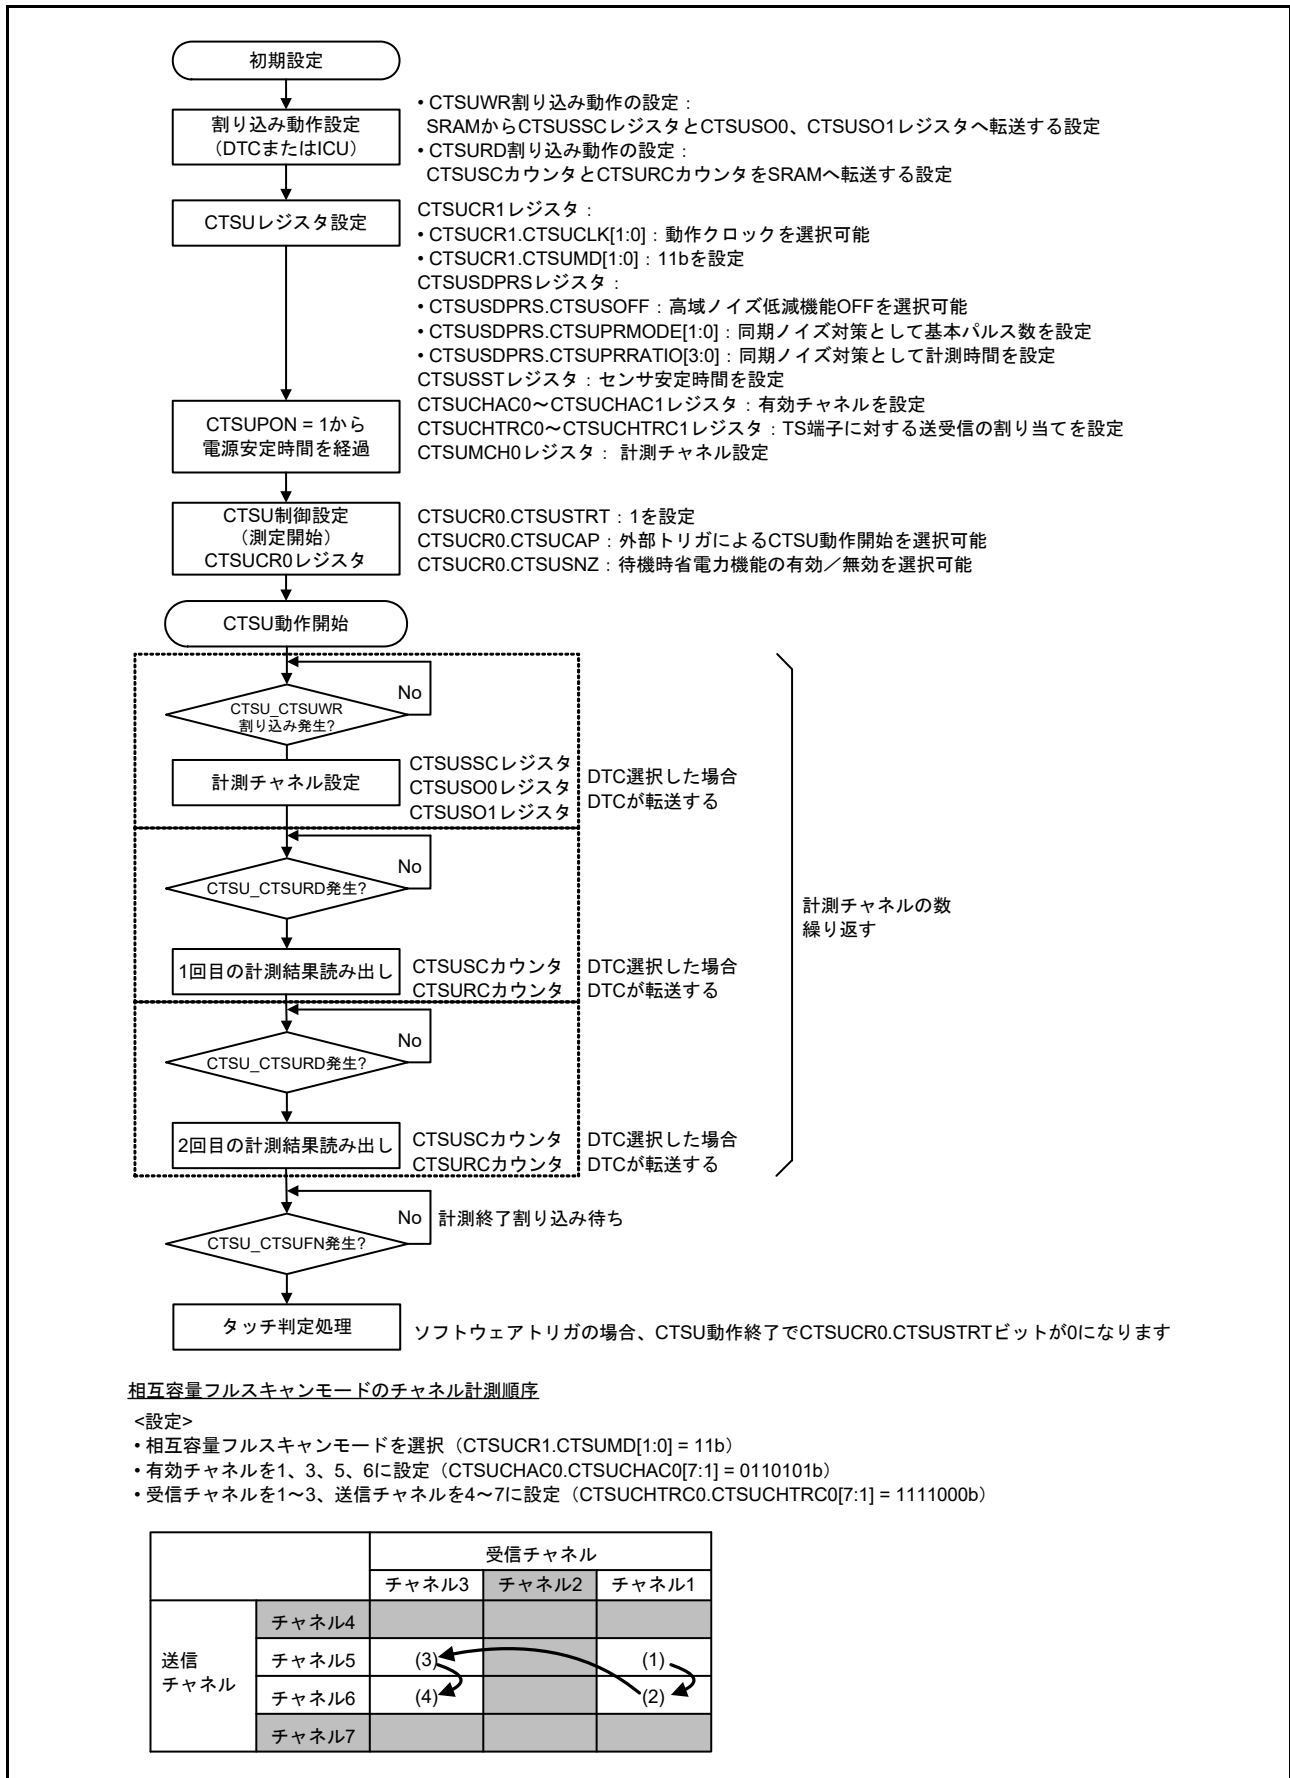 初期設定
割り込み動作設定
（DTCまたはICU）
• CTSUWR割り込み動作の設定：
SRAMからCTSUSSCレジスタとCTSUSO0、CTSUSO1レジスタへ転送する設定
• CTSURD割り込み動作の設定：
CTSUSCカウンタとCTSURCカウンタをSRAMへ転送する設定
CTSUレジスタ設定
CTSUCR1レジスタ：
• CTSUCR1.CTSUCLK[1:0]：動作クロックを選択可能
• CTSUCR1.CTSUMD[1:0]：11bを設定
CTSUSDPRSレジスタ：
• CTSUSDPRS.CTSUSOFF：高域ノイズ低減機能OFFを選択可能
• CTSUSDPRS.CTSUPRMODE[1:0]：同期ノイズ対策として基本パルス数を設定
• CTSUSDPRS.CTSUPRRATIO[3:0]：同期ノイズ対策として計測時間を設定
CTSUSSTレジスタ：センサ安定時間を設定
CTSUCHAC0～CTSUCHAC1レジスタ：有効チャネルを設定
CTSUCHTRC0～CTSUCHTRC1レジスタ：TS端子に対する送受信の割り当てを設定
CTSUMCH0レジスタ： 計測チャネル設定
CTSUPON = 1から
電源安定時間を経過
CTSU制御設定
（測定開始）
CTSUCR0レジスタ
CTSUCR0.CTSUSTRT：1を設定
CTSUCR0.CTSUCAP：外部トリガによるCTSU動作開始を選択可能
CTSUCR0.CTSUSNZ：待機時省電力機能の有効／無効を選択可能
CTSU動作開始
No
CTSU_CTSUWR
割り込み発生?
計測チャネル設定
CTSUSSCレジスタ
CTSUSO0レジスタ
CTSUSO1レジスタ
DTC選択した場合
DTCが転送する
No
CTSU_CTSURD発生?
計測チャネルの数
繰り返す
1回目の計測結果読み出し
CTSUSCカウンタ
CTSURCカウンタ
DTC選択した場合
DTCが転送する
No
CTSU_CTSURD発生?
2回目の計測結果読み出し
CTSUSCカウンタ
CTSURCカウンタ
DTC選択した場合
DTCが転送する
No
計測終了割り込み待ち
CTSU_CTSUFN発生?
タッチ判定処理
ソフトウェアトリガの場合、CTSU動作終了でCTSUCR0.CTSUSTRTビットが0になります
相互容量フルスキャンモードのチャネル計測順序
<設定>
• 相互容量フルスキャンモードを選択（CTSUCR1.CTSUMD[1:0] = 11b）
• 有効チャネルを1、3、5、6に設定（CTSUCHAC0.CTSUCHAC0[7:1] = 0110101b）
• 受信チャネルを1～3、送信チャネルを4～7に設定（CTSUCHTRC0.CTSUCHTRC0[7:1] = 1111000b）
受信チャネル
チャネル3 チャネル2 チャネル1
送信
チャネル
チャネル4
チャネル5 (3) (1)
チャネル6 (4) (2)
チャネル7